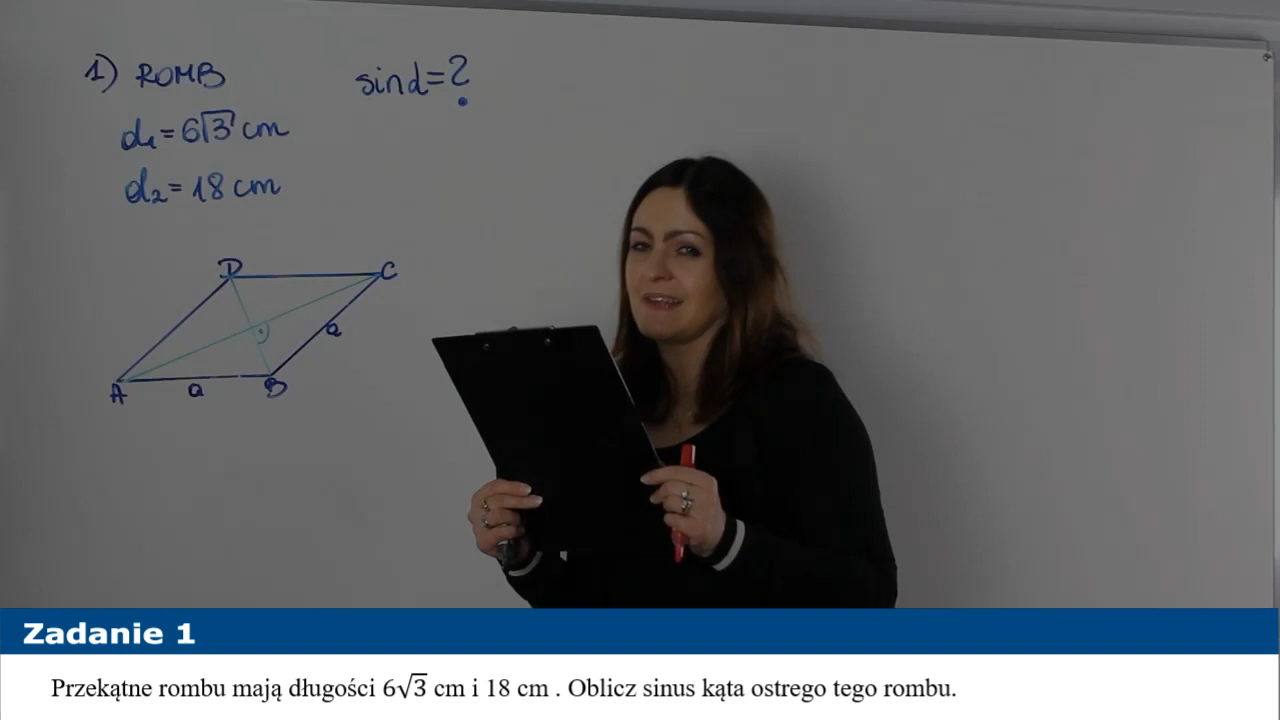 1) ROMB
sinα=?
d₁=6√3 cm
d₂=18 cm
D
C
a
A
a
B
Zadanie 1
Przekątne rombu mają długości 6√3 cm i 18 cm . Oblicz sinus kąta ostrego tego rombu.